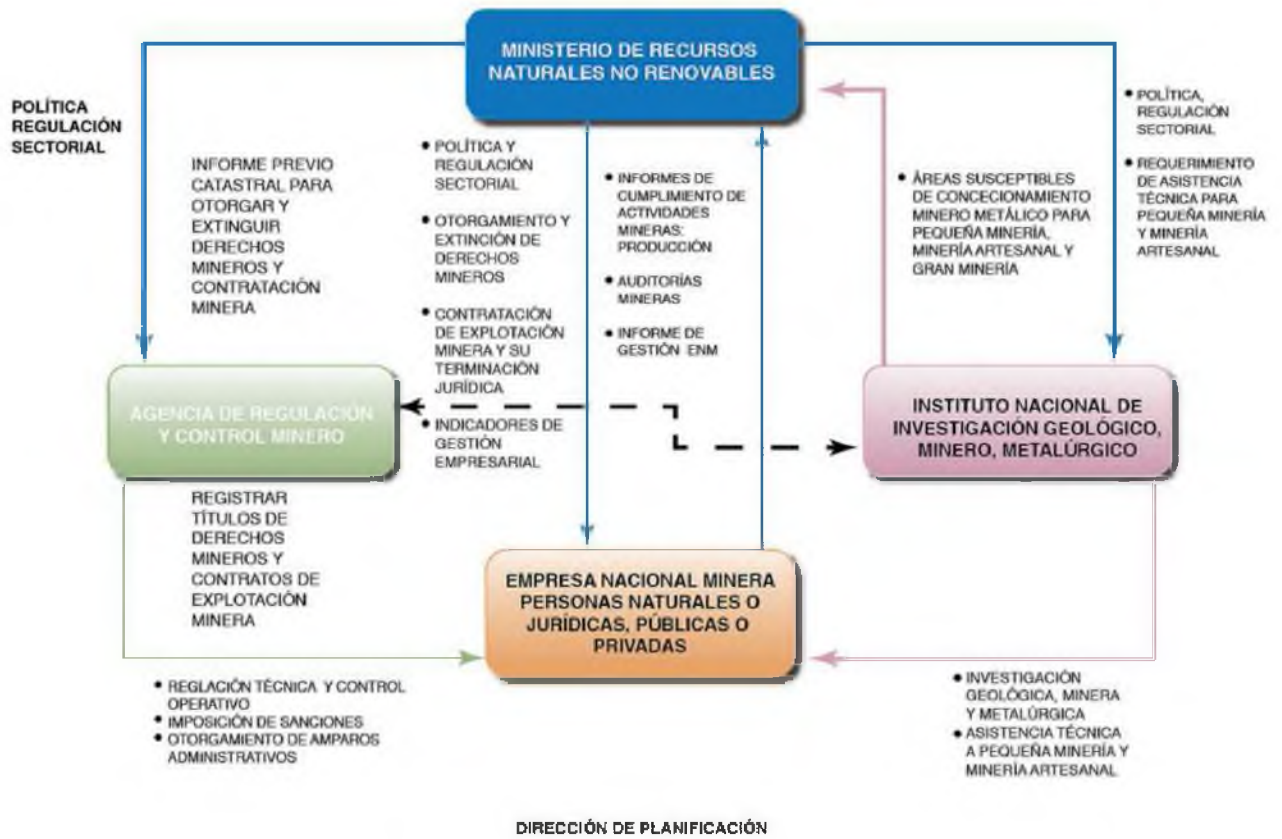 MINISTERIO DE RECURSOS
NATURALES NO RENOVABLES
POLÍTICA
REGULACIÓN
SECTORIAL
INFORME PREVIO
CATASTRAL PARA
OTORGAR Y
EXTINGUIR
DERECHOS
MINEROS Y
CONTRATACIÓN
MINERA
• POLÍTICA Y
REGULACIÓN
SECTORIAL
• OTORGAMIENTO Y
EXTINCIÓN DE
DERECHOS
MINEROS
• CONTRATACIÓN
DE EXPLOTACIÓN
MINERA Y SU
TERMINACIÓN
JURÍDICA
• INDICADORES DE
GESTIÓN
EMPRESARIAL
• INFORMES DE
CUMPLIMIENTO DE
ACTIVIDADES
MINERAS:
PRODUCCIÓN
• AUDITORÍAS
MINERAS
• INFORME DE
GESTIÓN ENM
• ÁREAS SUSCEPTIBLES
DE CONCECIONAMIENTO
MINERO METÁLICO PARA
PEQUEÑA MINERÍA,
MINERÍA ARTESANAL Y
GRAN MINERÍA
• POLÍTICA,
REGULACIÓN
SECTORIAL
• REQUERIMIENTO
DE ASISTENCIA
TÉCNICA PARA
PEQUEÑA MINERÍA
Y MINERÍA
ARTESANAL
AGENCIA DE REGULACIÓN
Y CONTROL MINERO
INSTITUTO NACIONAL DE
INVESTIGACIÓN GEOLÓGICO,
MINERO, METALÚRGICO
REGISTRAR
TÍTULOS DE
DERECHOS
MINEROS Y
CONTRATOS DE
EXPLOTACIÓN
MINERA
EMPRESA NACIONAL MINERA
PERSONAS NATURALES O
JURÍDICAS, PÚBLICAS O
PRIVADAS
• REGLACIÓN TÉCNICA Y CONTROL
OPERATIVO
• IMPOSICIÓN DE SANCIONES
• OTORGAMIENTO DE AMPAROS
ADMINISTRATIVOS
• INVESTIGACIÓN
GEOLÓGICA, MINERA
Y METALÚRGICA
• ASISTENCIA TÉCNICA
A PEQUEÑA MINERÍA Y
MINERÍA ARTESANAL
DIRECCIÓN DE PLANIFICACIÓN